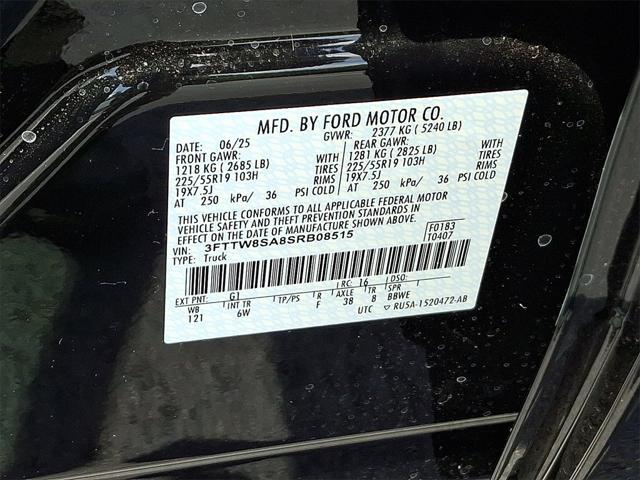 MFD. BY FORD MOTOR CO.
DATE: 06/25 GVWR: 2377 KG ( 5240 LB)
FRONT GAWR: REAR GAWR:
1218 KG ( 2685 LB) WITH 1281 KG ( 2825 LB) WITH
225/55R19 103H TIRES 225/55R19 103H TIRES
19X7.5J RIMS 19X7.5J RIMS
AT 250 kPa/ 36 PSI COLD AT 250 kPa/ 36 PSI COLD
THIS VEHICLE CONFORMS TO ALL APPLICABLE FEDERAL MOTOR
VEHICLE SAFETY AND THEFT PREVENTION STANDARDS IN
EFFECT ON THE DATE OF MANUFACTURE SHOWN ABOVE.
VIN: 3FTTW8SA8SRB08515 F0183
TYPE: Truck T0407
EXT PNT: G1 RC: 16 DSO:
WB INT TR TP/PS R AXLE TR SPR
121 6W F 38 8 BBWE
UTC ▽ RU5A-1520472-AB